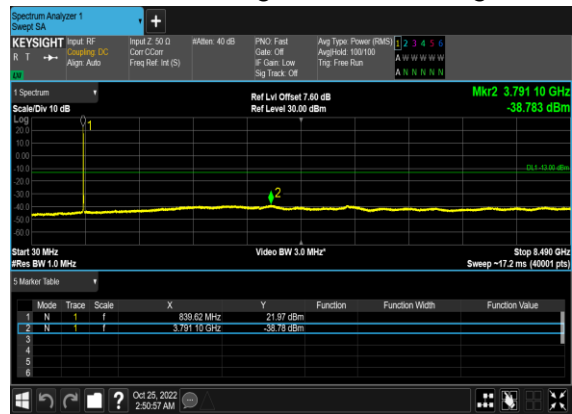 Spectrum Analyzer 1
Swept SA
KEYSIGHT Input: RF Input Z: 50 Ω #Atten: 40 dB PNO: Fast Avg Type: Power (RMS) 1 2 3 4 5 6
R T Coupling: DC Corr CCorr Gate: Off Avg|Hold: 100/100 A W W W W W
Align: Auto Freq Ref: Int (S) IF Gain: Low Trig: Free Run
LXI Sig Track: Off A N N N N N
1 Spectrum Ref Lvl Offset 7.60 dB Mkr2 3.791 10 GHz
Scale/Div 10 dB Ref Level 30.00 dBm -38.783 dBm
Log
20.0
10.0
0.00
-10.0
-20.0
-30.0
-40.0
-50.0
-60.0
1
2
DL1 -13.00 dBm
Start 30 MHz Video BW 3.0 MHz* Stop 8.490 GHz
#Res BW 1.0 MHz Sweep ~17.2 ms (40001 pts)
5 Marker Table
Mode Trace Scale X Y Function Function Width Function Value
1 N 1 f 839.62 MHz 21.97 dBm
2 N 1 f 3.791 10 GHz -38.78 dBm
3
4
5
6
? Oct 25, 2022
2:50:57 AM